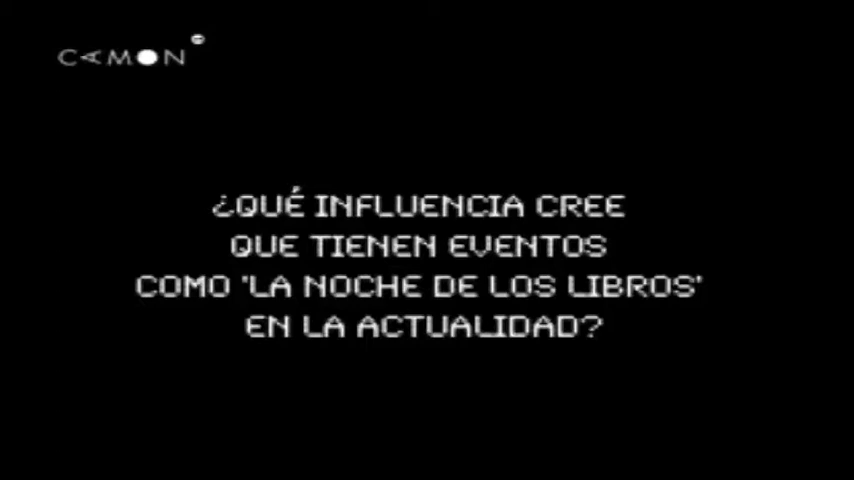 CAMON
¿QUÉ INFLUENCIA CREE
QUE TIENEN EVENTOS
COMO 'LA NOCHE DE LOS LIBROS'
EN LA ACTUALIDAD?